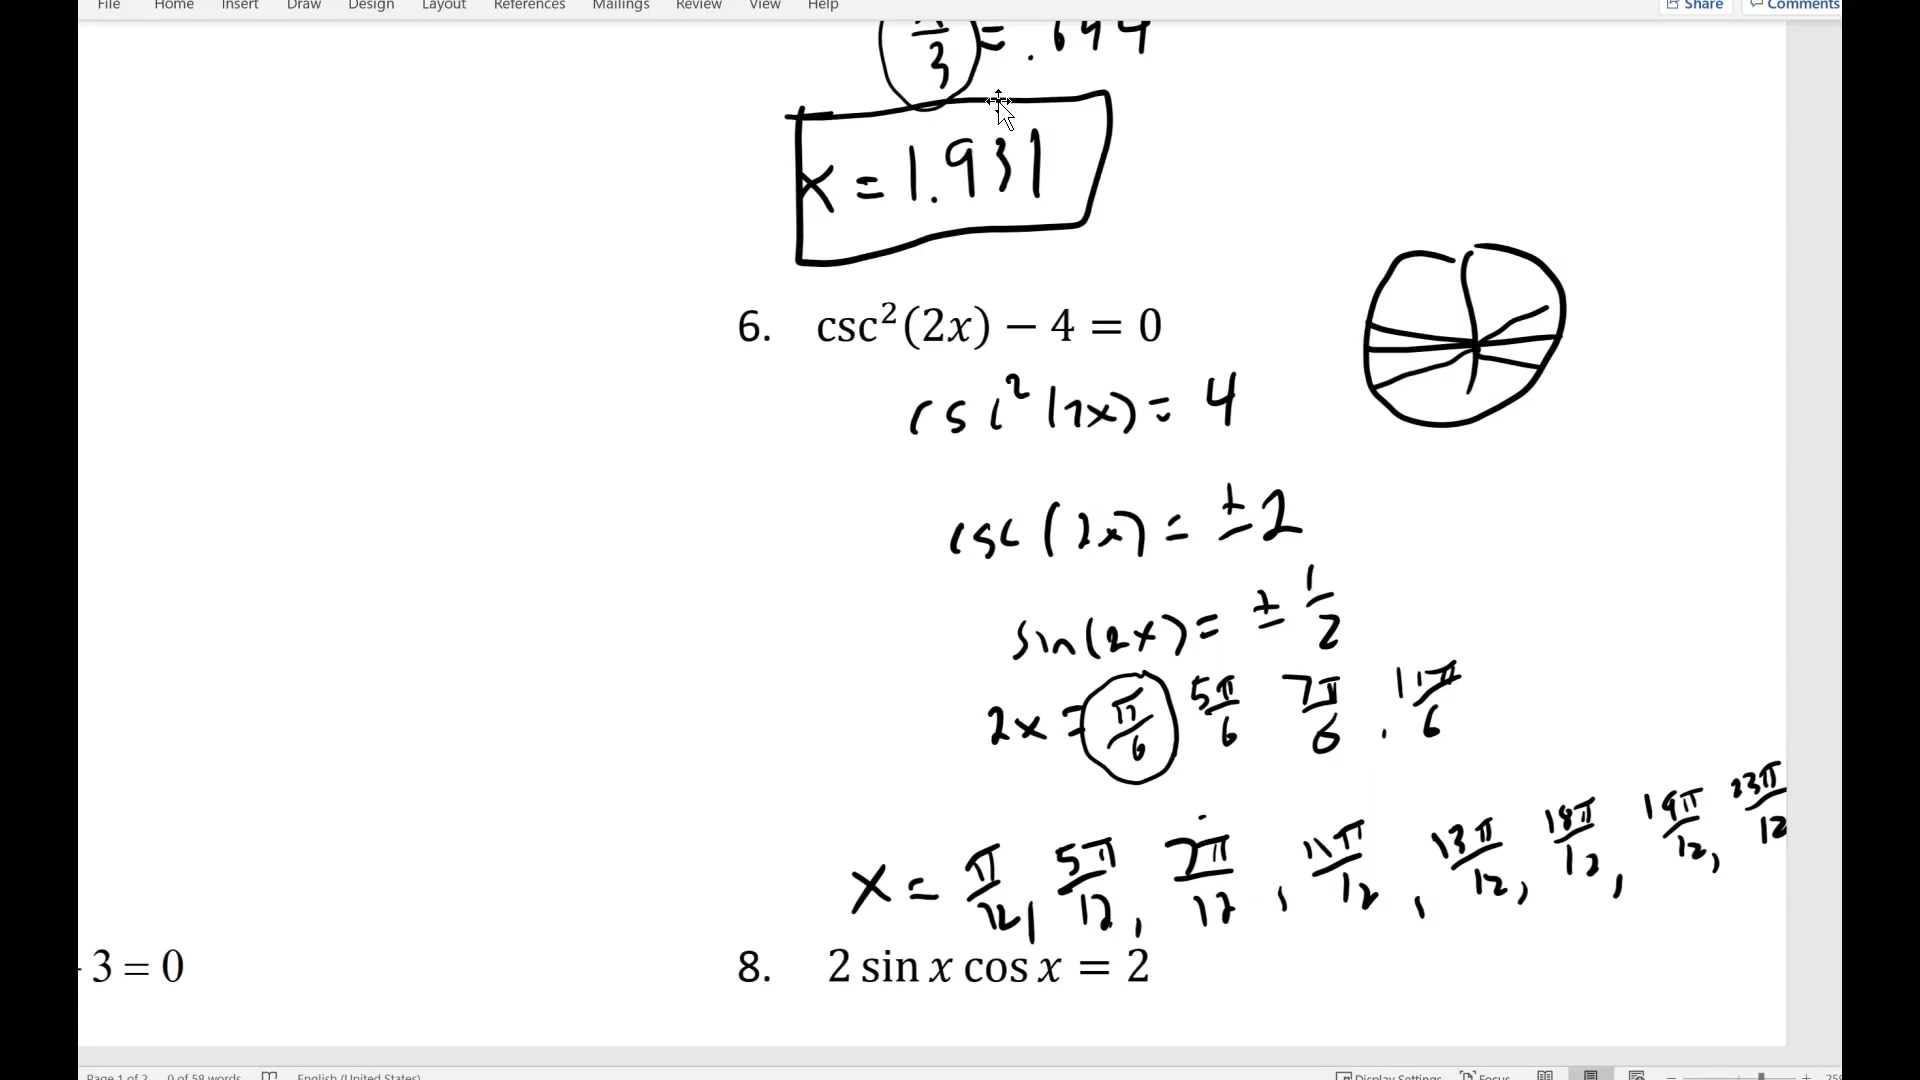 File Home Insert Draw Design Layout References Mailings Review View Help Share Comments
π/3 = .644
x = 1.931
6. csc²(2x) − 4 = 0
csc²(2x) = 4
csc(2x) = ±2
sin(2x) = ± 1/2
2x = π/6 5π/6 7π/6 , 11π/6
x = π/12, 5π/12, 7π/12, 11π/12, 13π/12, 18π/12, 19π/12, 23π/12
3 = 0
8. 2 sin x cos x = 2
Page 1 of 2 0 of 58 words English (United States) Display Settings Focus